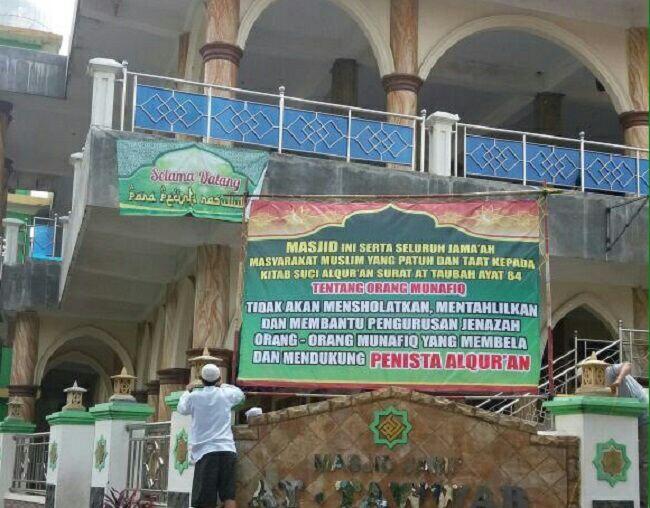 Selamat Datang
MASJID INI SERTA SELURUH JAMA'AH
MASYARAKAT MUSLIM YANG PATUH DAN TAAT KEPADA
KITAB SUCI ALQUR'AN SURAT AT TAUBAH AYAT 84
TENTANG ORANG MUNAFIQ
TIDAK AKAN MENSHOLATKAN, MENTAHLILKAN
DAN MEMBANTU PENGURUSAN JENAZAH
ORANG - ORANG MUNAFIQ YANG MEMBELA
DAN MENDUKUNG PENISTA ALQUR'AN
MASJID JAMI'